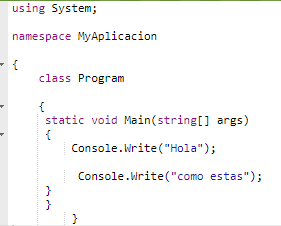 using System;
namespace MyAplicacion
{
class Program
{
static void Main(string[] args)
{
Console.Write("Hola");
Console.Write("como estas");
}
}
}